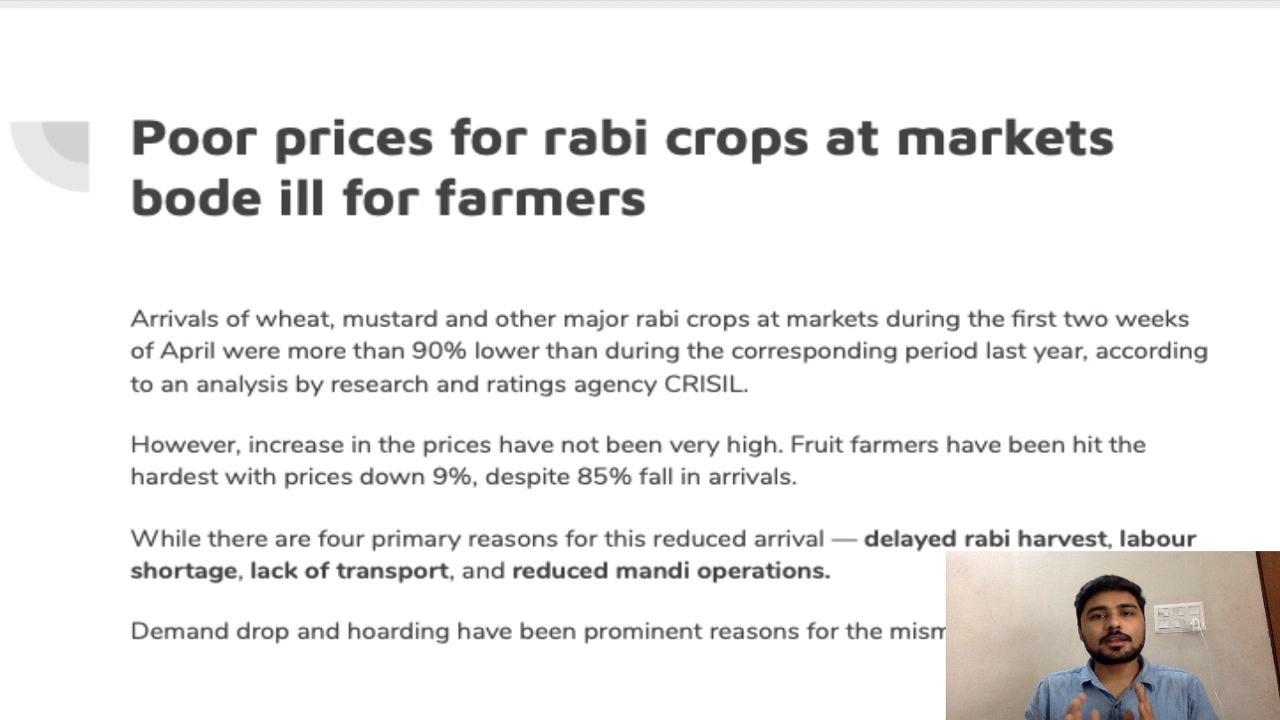 Poor prices for rabi crops at markets
bode ill for farmers
Arrivals of wheat, mustard and other major rabi crops at markets during the first two weeks
of April were more than 90% lower than during the corresponding period last year, according
to an analysis by research and ratings agency CRISIL.
However, increase in the prices have not been very high. Fruit farmers have been hit the
hardest with prices down 9%, despite 85% fall in arrivals.
While there are four primary reasons for this reduced arrival — delayed rabi harvest, labour
shortage, lack of transport, and reduced mandi operations.
Demand drop and hoarding have been prominent reasons for the